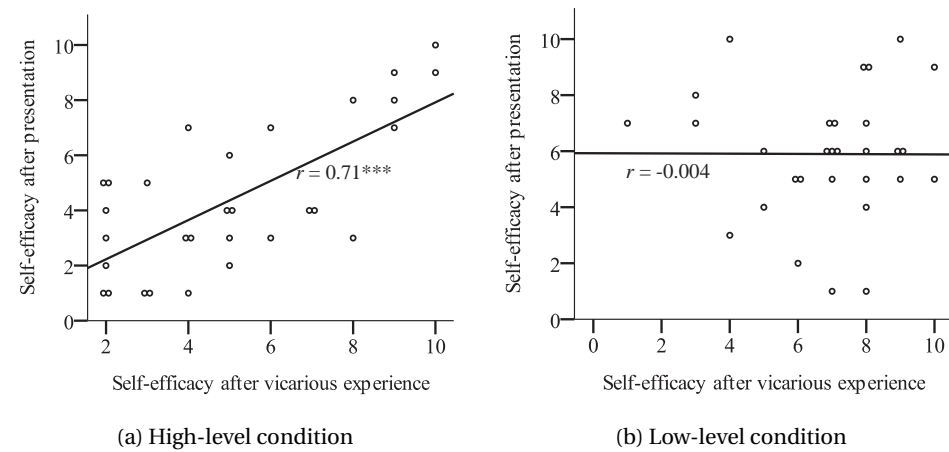 Self-efficacy after presentation
10
8
6
4
2
0
r = 0.71***
2 4 6 8 10
Self-efficacy after vicarious experience
(a) High-level condition
Self-efficacy after presentation
10
8
6
4
2
0
r = -0.004
0 2 4 6 8 10
Self-efficacy after vicarious experience
(b) Low-level condition